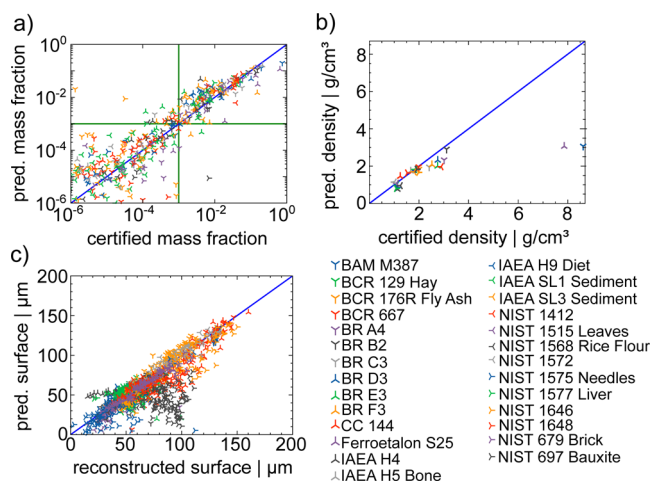 a)
10⁰
10⁻²
10⁻⁴
10⁻⁶
10⁻⁶ 10⁻⁴ 10⁻² 10⁰
pred. mass fraction
certified mass fraction
b)
8
6
4
2
0
0 2 4 6 8
pred. density | g/cm³
certified density | g/cm³
c)
200
150
100
50
0
0 50 100 150 200
pred. surface | µm
reconstructed surface | µm
BAM M387
BCR 129 Hay
BCR 176R Fly Ash
BCR 667
BR A4
BR B2
BR C3
BR D3
BR E3
BR F3
CC 144
Ferroetalon S25
IAEA H4
IAEA H5 Bone
IAEA H9 Diet
IAEA SL1 Sediment
IAEA SL3 Sediment
NIST 1412
NIST 1515 Leaves
NIST 1568 Rice Flour
NIST 1572
NIST 1575 Needles
NIST 1577 Liver
NIST 1646
NIST 1648
NIST 679 Brick
NIST 697 Bauxite